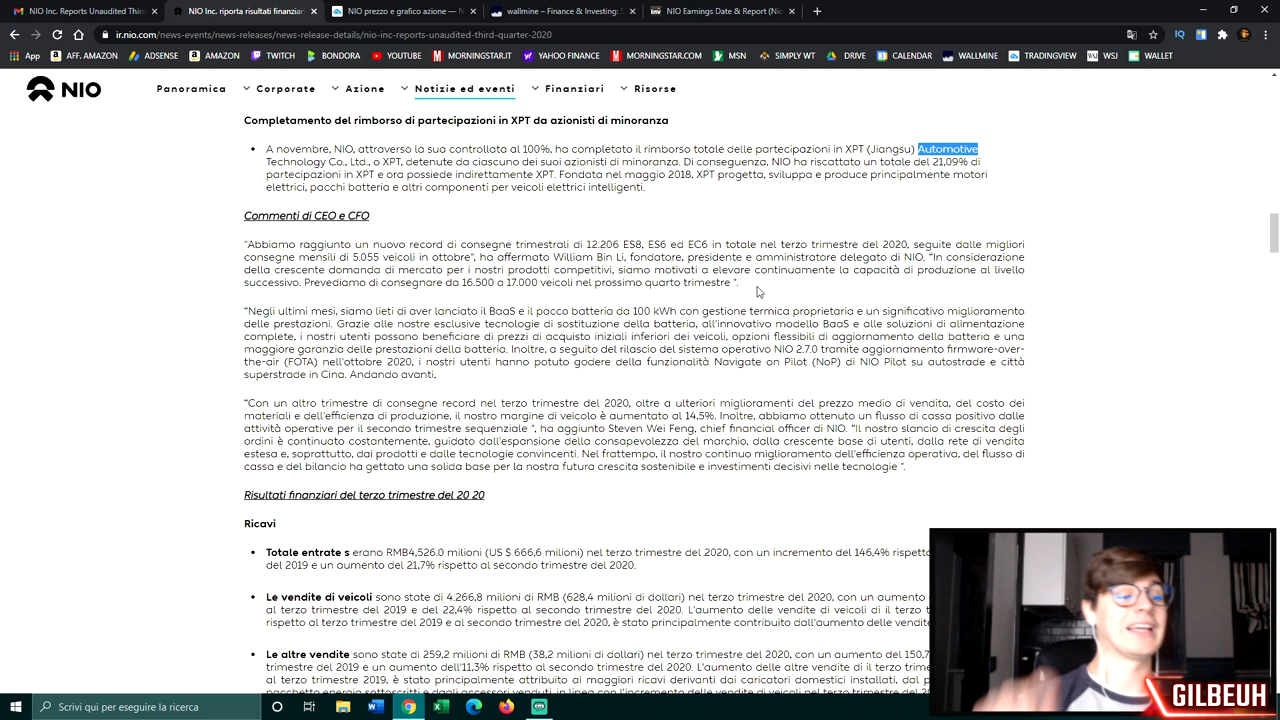 NIO Inc. Reports Unaudited Third
NIO Inc. riporta risultati finanziar
NIO prezzo e grafico azione — N
wallmine – Finance & Investing: S
NIO Earnings Date & Report (Nio
ir.nio.com/news-events/news-releases/news-release-details/nio-inc-reports-unaudited-third-quarter-2020
App
AFF. AMAZON
ADSENSE
AMAZON
TWITCH
BONDORA
YOUTUBE
MORNINGSTAR.IT
YAHOO FINANCE
MORNINGSTAR.COM
MSN
SIMPLY WT
DRIVE
CALENDAR
WALLMINE
TRADINGVIEW
WSJ
WALLET
NIO
Panoramica
Corporate
Azione
Notizie ed eventi
Finanziari
Risorse
Completamento del rimborso di partecipazioni in XPT da azionisti di minoranza
• A novembre, NIO, attraverso la sua controllata al 100%, ha completato il rimborso totale delle partecipazioni in XPT (Jiangsu) Automotive
Technology Co., Ltd., o XPT, detenute da ciascuno dei suoi azionisti di minoranza. Di conseguenza, NIO ha riscattato un totale del 21,09% di
partecipazioni in XPT e ora possiede indirettamente XPT. Fondata nel maggio 2018, XPT progetta, sviluppa e produce principalmente motori
elettrici, pacchi batteria e altri componenti per veicoli elettrici intelligenti.
Commenti di CEO e CFO
"Abbiamo raggiunto un nuovo record di consegne trimestrali di 12.206 ES8, ES6 ed EC6 in totale nel terzo trimestre del 2020, seguite dalle migliori
consegne mensili di 5.055 veicoli in ottobre", ha affermato William Bin Li, fondatore, presidente e amministratore delegato di NIO. "In considerazione
della crescente domanda di mercato per i nostri prodotti competitivi, siamo motivati a elevare continuamente la capacità di produzione al livello
successivo. Prevediamo di consegnare da 16.500 a 17.000 veicoli nel prossimo quarto trimestre ".
"Negli ultimi mesi, siamo lieti di aver lanciato il BaaS e il pacco batteria da 100 kWh con gestione termica proprietaria e un significativo miglioramento
delle prestazioni. Grazie alle nostre esclusive tecnologie di sostituzione della batteria, all'innovativo modello BaaS e alle soluzioni di alimentazione
complete, i nostri utenti possono beneficiare di prezzi di acquisto iniziali inferiori dei veicoli, opzioni flessibili di aggiornamento della batteria e una
maggiore garanzia delle prestazioni della batteria. Inoltre, a seguito del rilascio del sistema operativo NIO 2.7.0 tramite aggiornamento firmware-over-
the-air (FOTA) nell'ottobre 2020, i nostri utenti hanno potuto godere della funzionalità Navigate on Pilot (NoP) di NIO Pilot su autostrade e città
superstrade in Cina. Andando avanti,
"Con un altro trimestre di consegne record nel terzo trimestre del 2020, oltre a ulteriori miglioramenti del prezzo medio di vendita, del costo dei
materiali e dell'efficienza di produzione, il nostro margine di veicolo è aumentato al 14,5%. Inoltre, abbiamo ottenuto un flusso di cassa positivo dalle
attività operative per il secondo trimestre sequenziale ", ha aggiunto Steven Wei Feng, chief financial officer di NIO. "Il nostro slancio di crescita degli
ordini è continuato costantemente, guidato dall'espansione della consapevolezza del marchio, dalla crescente base di utenti, dalla rete di vendita
estesa e, soprattutto, dai prodotti e dalle tecnologie convincenti. Nel frattempo, il nostro continuo miglioramento dell'efficienza operativa, del flusso di
cassa e del bilancio ha gettato una solida base per la nostra futura crescita sostenibile e investimenti decisivi nelle tecnologie ".
Risultati finanziari del terzo trimestre del 20 20
Ricavi
• Totale entrate s erano RMB4,526.0 milioni (US $ 666,6 milioni) nel terzo trimestre del 2020, con un incremento del 146,4% rispetto
del 2019 e un aumento del 21,7% rispetto al secondo trimestre del 2020.
• Le vendite di veicoli sono state di 4.266,8 milioni di RMB (628,4 milioni di dollari) nel terzo trimestre del 2020, con un aumento
al terzo trimestre del 2019 e del 22,4% rispetto al secondo trimestre del 2020. L'aumento delle vendite di veicoli di il terzo
rispetto al terzo trimestre del 2019 e al secondo trimestre del 2020, è stato principalmente contribuito dall'aumento delle vendite
• Le altre vendite sono state di 259,2 milioni di RMB (38,2 milioni di dollari) nel terzo trimestre del 2020, con un aumento del 150,7
trimestre del 2019 e un aumento dell'11,3% rispetto al secondo trimestre del 2020. L'aumento delle altre vendite di il terzo
trimestre del 2019, è stato principalmente attribuito ai maggiori ricavi derivanti dai caricatori domestici installati, dal
pacchetto energia sottoscritti e dagli accessori venduti, in linea con l'incremento delle vendite di veicoli nel terzo
GILBEUH
Scrivi qui per eseguire la ricerca